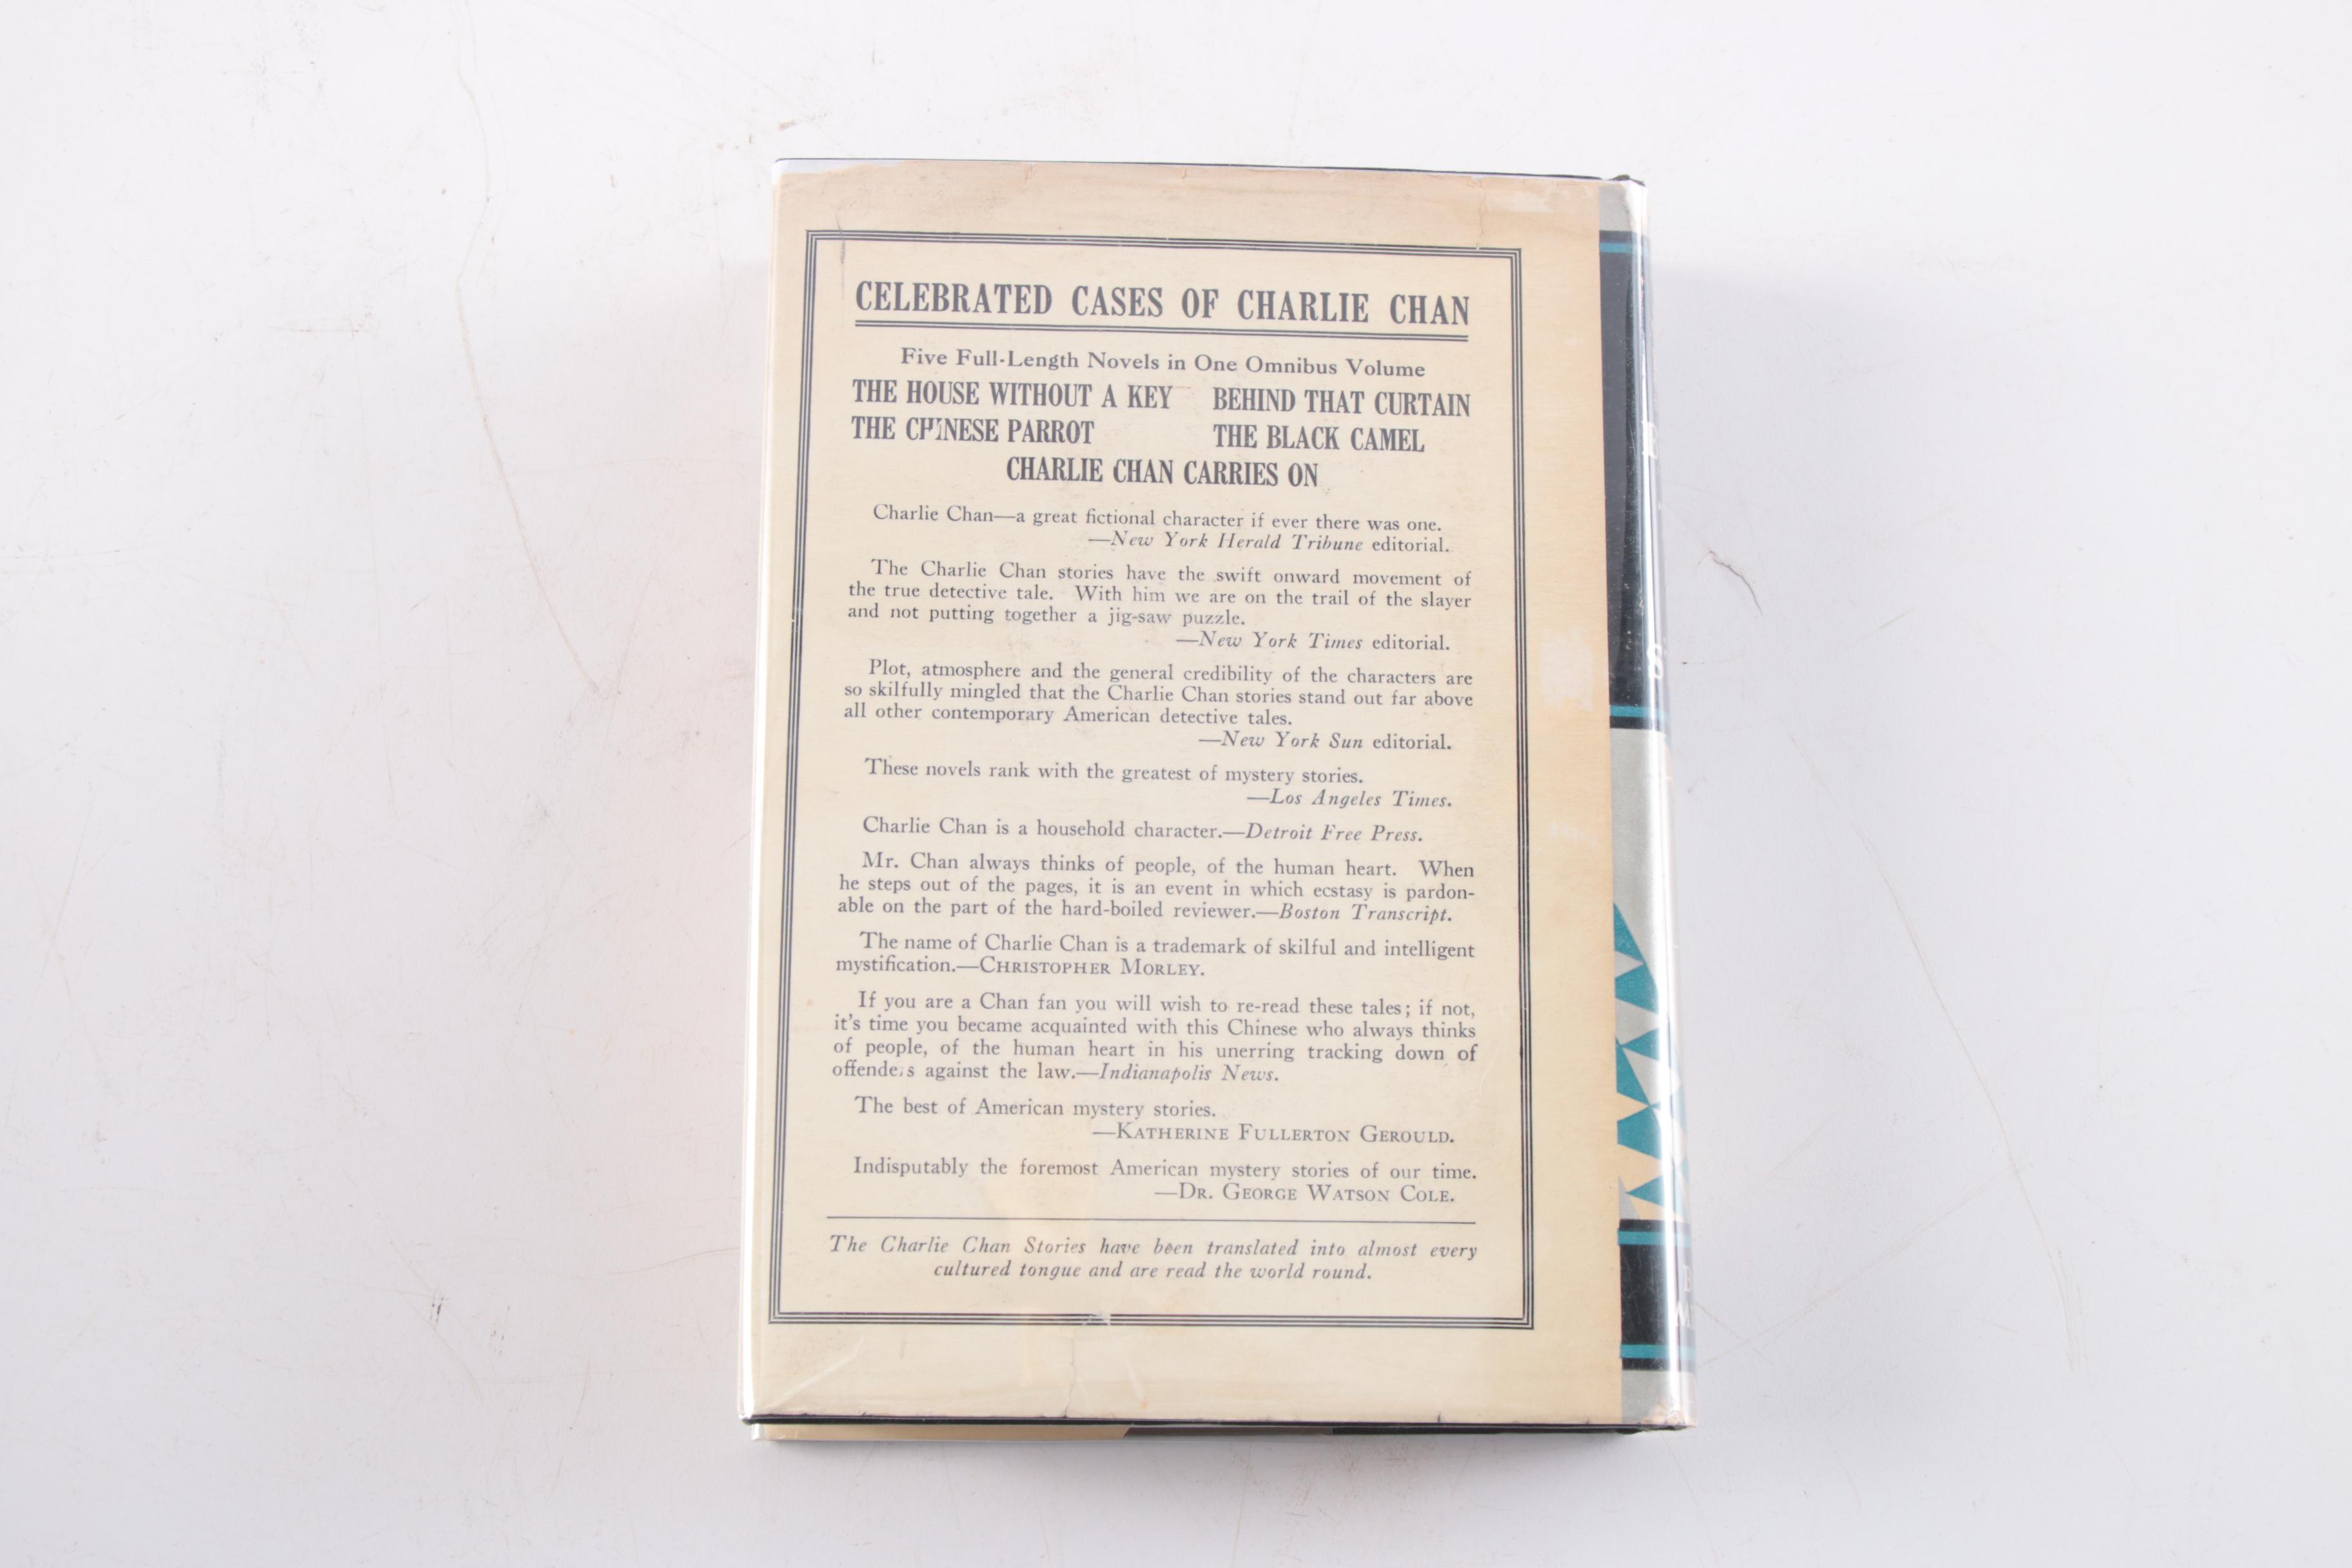 CELEBRATED CASES OF CHARLIE CHAN
Five Full-Length Novels in One Omnibus Volume
THE HOUSE WITHOUT A KEY BEHIND THAT CURTAIN
THE CHINESE PARROT THE BLACK CAMEL
CHARLIE CHAN CARRIES ON
Charlie Chan—a great fictional character if ever there was one.
—New York Herald Tribune editorial.
The Charlie Chan stories have the swift onward movement of
the true detective tale. With him we are on the trail of the slayer
and not putting together a jig-saw puzzle.
—New York Times editorial.
Plot, atmosphere and the general credibility of the characters are
so skilfully mingled that the Charlie Chan stories stand out far above
all other contemporary American detective tales.
—New York Sun editorial.
These novels rank with the greatest of mystery stories.
—Los Angeles Times.
Charlie Chan is a household character.—Detroit Free Press.
Mr. Chan always thinks of people, of the human heart. When
he steps out of the pages, it is an event in which ecstasy is pardon-
able on the part of the hard-boiled reviewer.—Boston Transcript.
The name of Charlie Chan is a trademark of skilful and intelligent
mystification.—CHRISTOPHER MORLEY.
If you are a Chan fan you will wish to re-read these tales; if not,
it's time you became acquainted with this Chinese who always thinks
of people, of the human heart in his unerring tracking down of
offenders against the law.—Indianapolis News.
The best of American mystery stories.
—KATHERINE FULLERTON GEROULD.
Indisputably the foremost American mystery stories of our time.
—DR. GEORGE WATSON COLE.
The Charlie Chan Stories have been translated into almost every
cultured tongue and are read the world round.